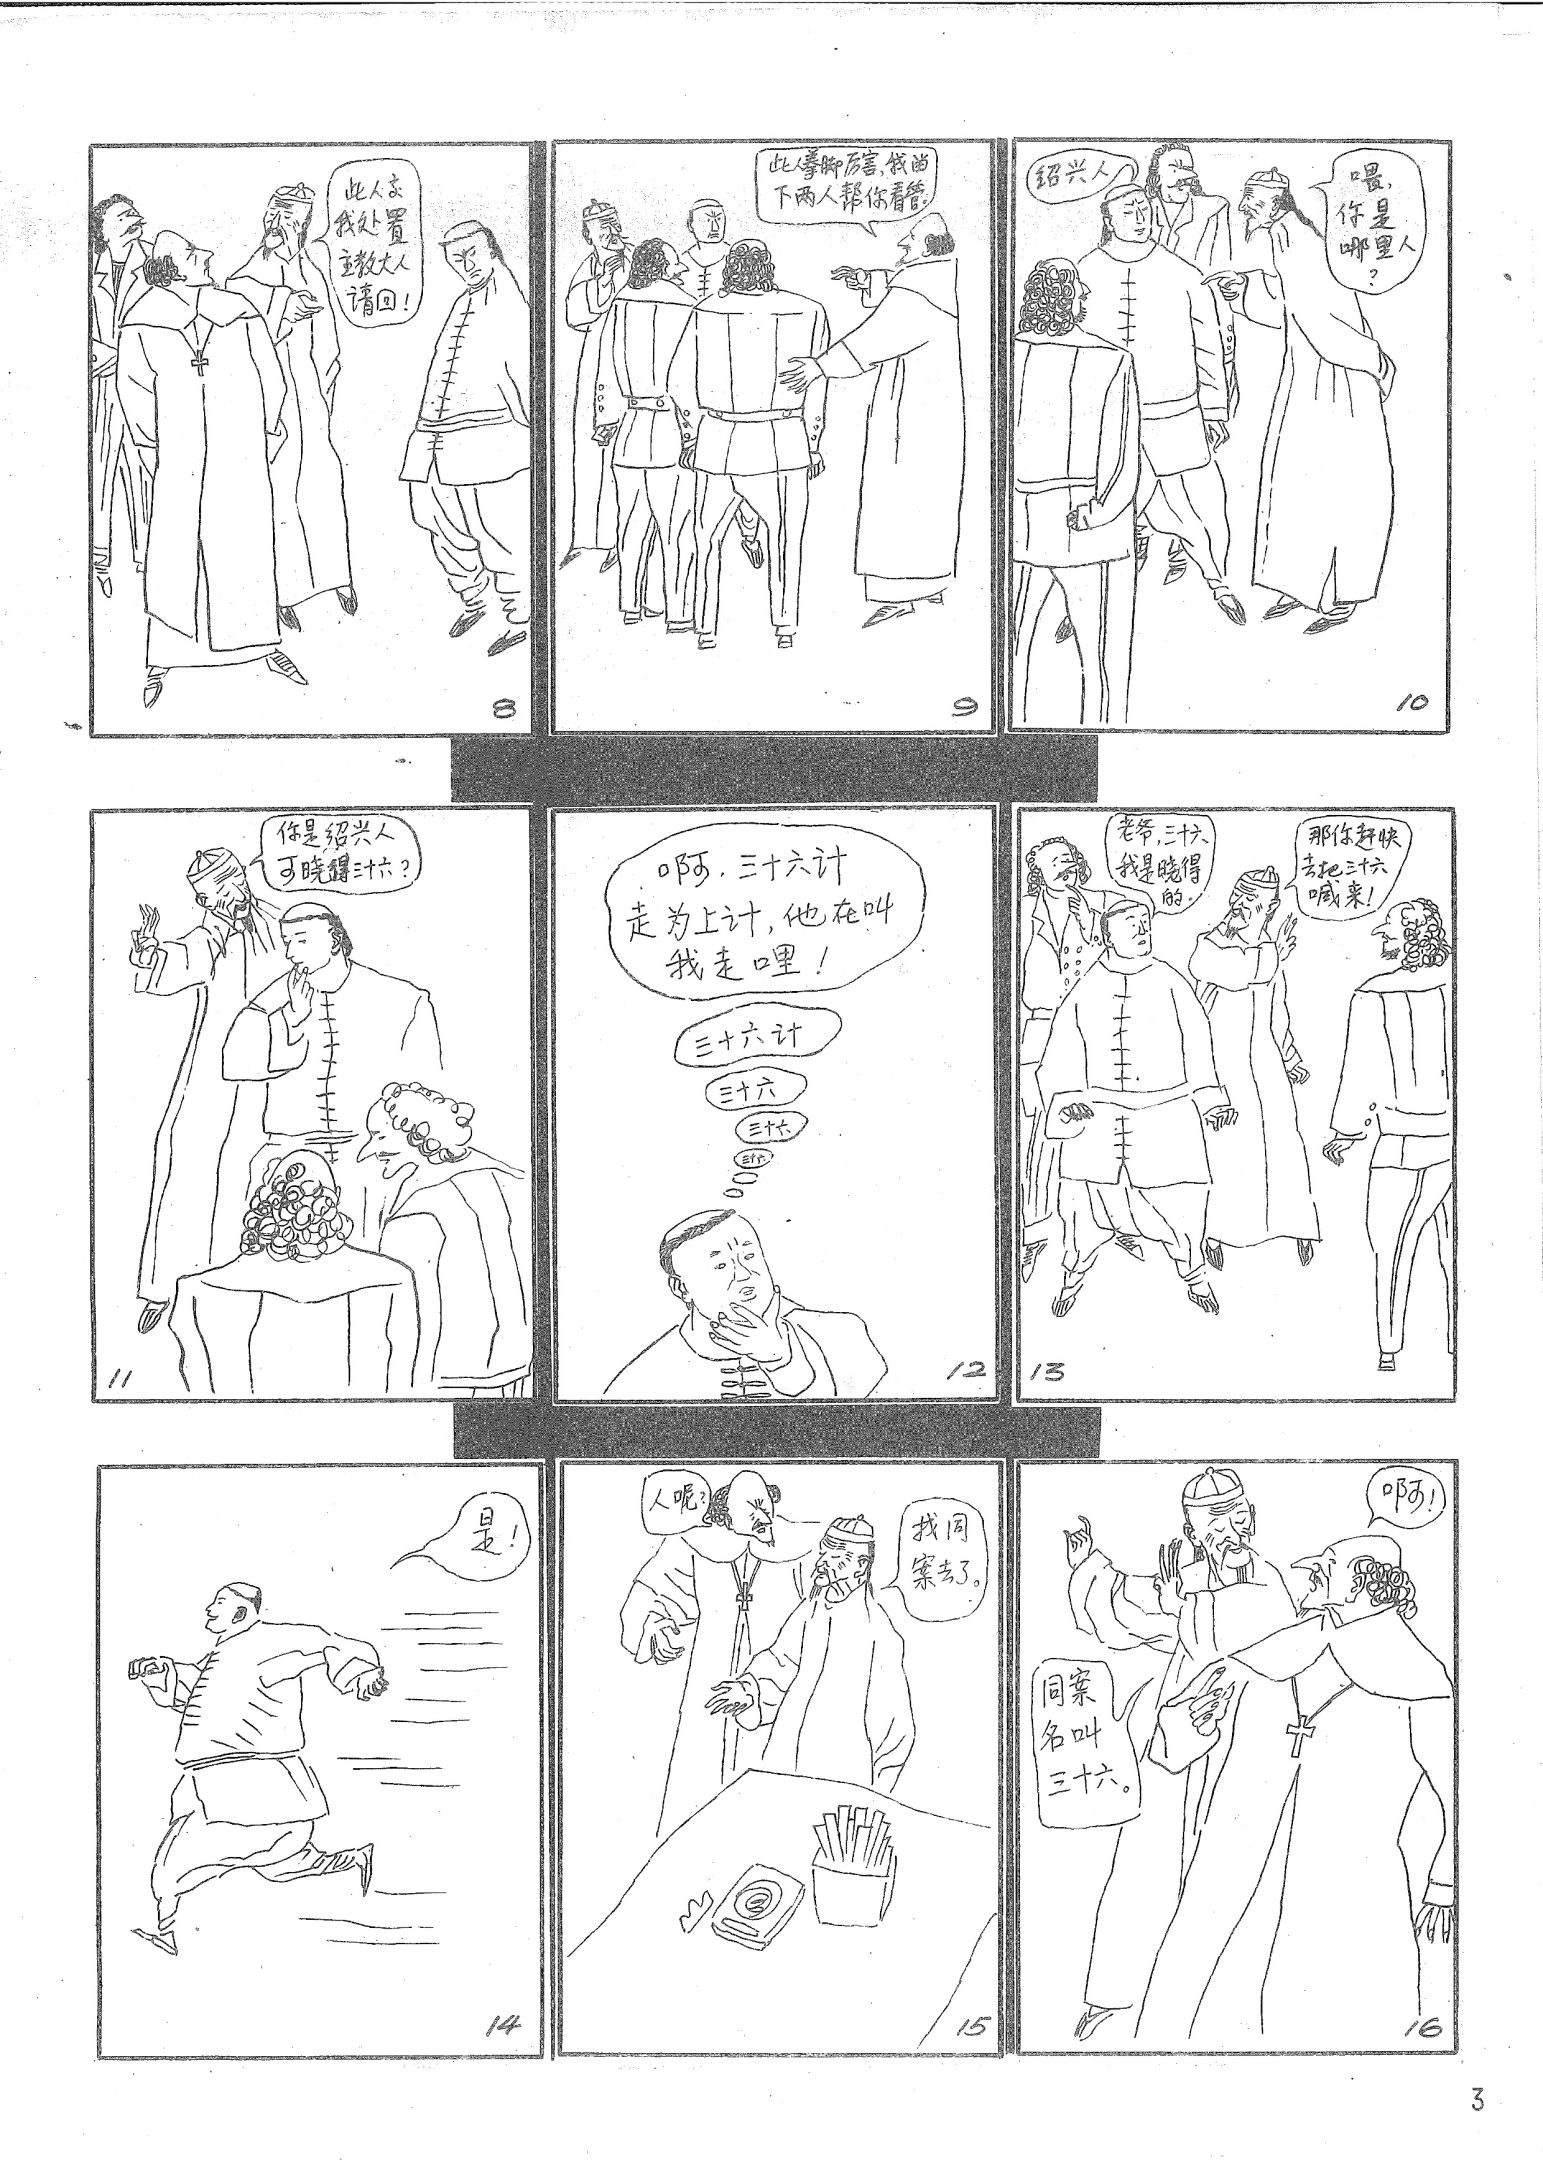 此人交
我处置
主教大人
请回!
8
此人拳脚厉害,我留
下两人帮你看管。
9
绍兴人
喂,
你是
哪里人
?
10
你是绍兴人
可晓得三十六?
11
啊.三十六计
走为上计,他在叫
我走哩!
三十六计
三十六
三十六
三十六
12
老爷,三十六
我是晓得
的.
那你赶快
去把三十六
喊来!
13
是!
14
人呢?
找同
案去了。
15
啊!
同案
名叫
三十六。
16
3